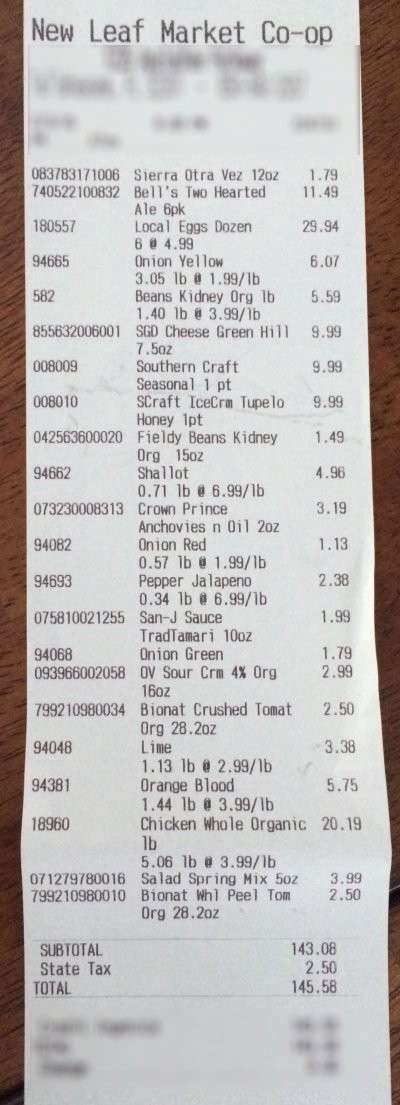 New Leaf Market Co-op
083783171006 Sierra Otra Vez 12oz 1.79
740522100832 Bell's Two Hearted 11.49
Ale 6pk
180557 Local Eggs Dozen 29.94
6 @ 4.99
94665 Onion Yellow 6.07
3.05 lb @ 1.99/lb
582 Beans Kidney Org lb 5.59
1.40 lb @ 3.99/lb
855632006001 SGD Cheese Green Hill 9.99
7.5oz
008009 Southern Craft 9.99
Seasonal 1 pt
008010 SCraft IceCrm Tupelo 9.99
Honey 1pt
042563600020 Fieldy Beans Kidney 1.49
Org 15oz
94662 Shallot 4.96
0.71 lb @ 6.99/lb
073230008313 Crown Prince 3.19
Anchovies n Oil 2oz
94082 Onion Red 1.13
0.57 lb @ 1.99/lb
94693 Pepper Jalapeno 2.38
0.34 lb @ 6.99/lb
075810021255 San-J Sauce 1.99
TradTamari 10oz
94068 Onion Green 1.79
093966002058 OV Sour Crm 4% Org 2.99
16oz
799210980034 Bionat Crushed Tomat 2.50
Org 28.2oz
94048 Lime 3.38
1.13 lb @ 2.99/lb
94381 Orange Blood 5.75
1.44 lb @ 3.99/lb
18960 Chicken Whole Organic 20.19
lb
5.06 lb @ 3.99/lb
071279780016 Salad Spring Mix 5oz 3.99
799210980010 Bionat Whl Peel Tom 2.50
Org 28.2oz
SUBTOTAL 143.08
State Tax 2.50
TOTAL 145.58